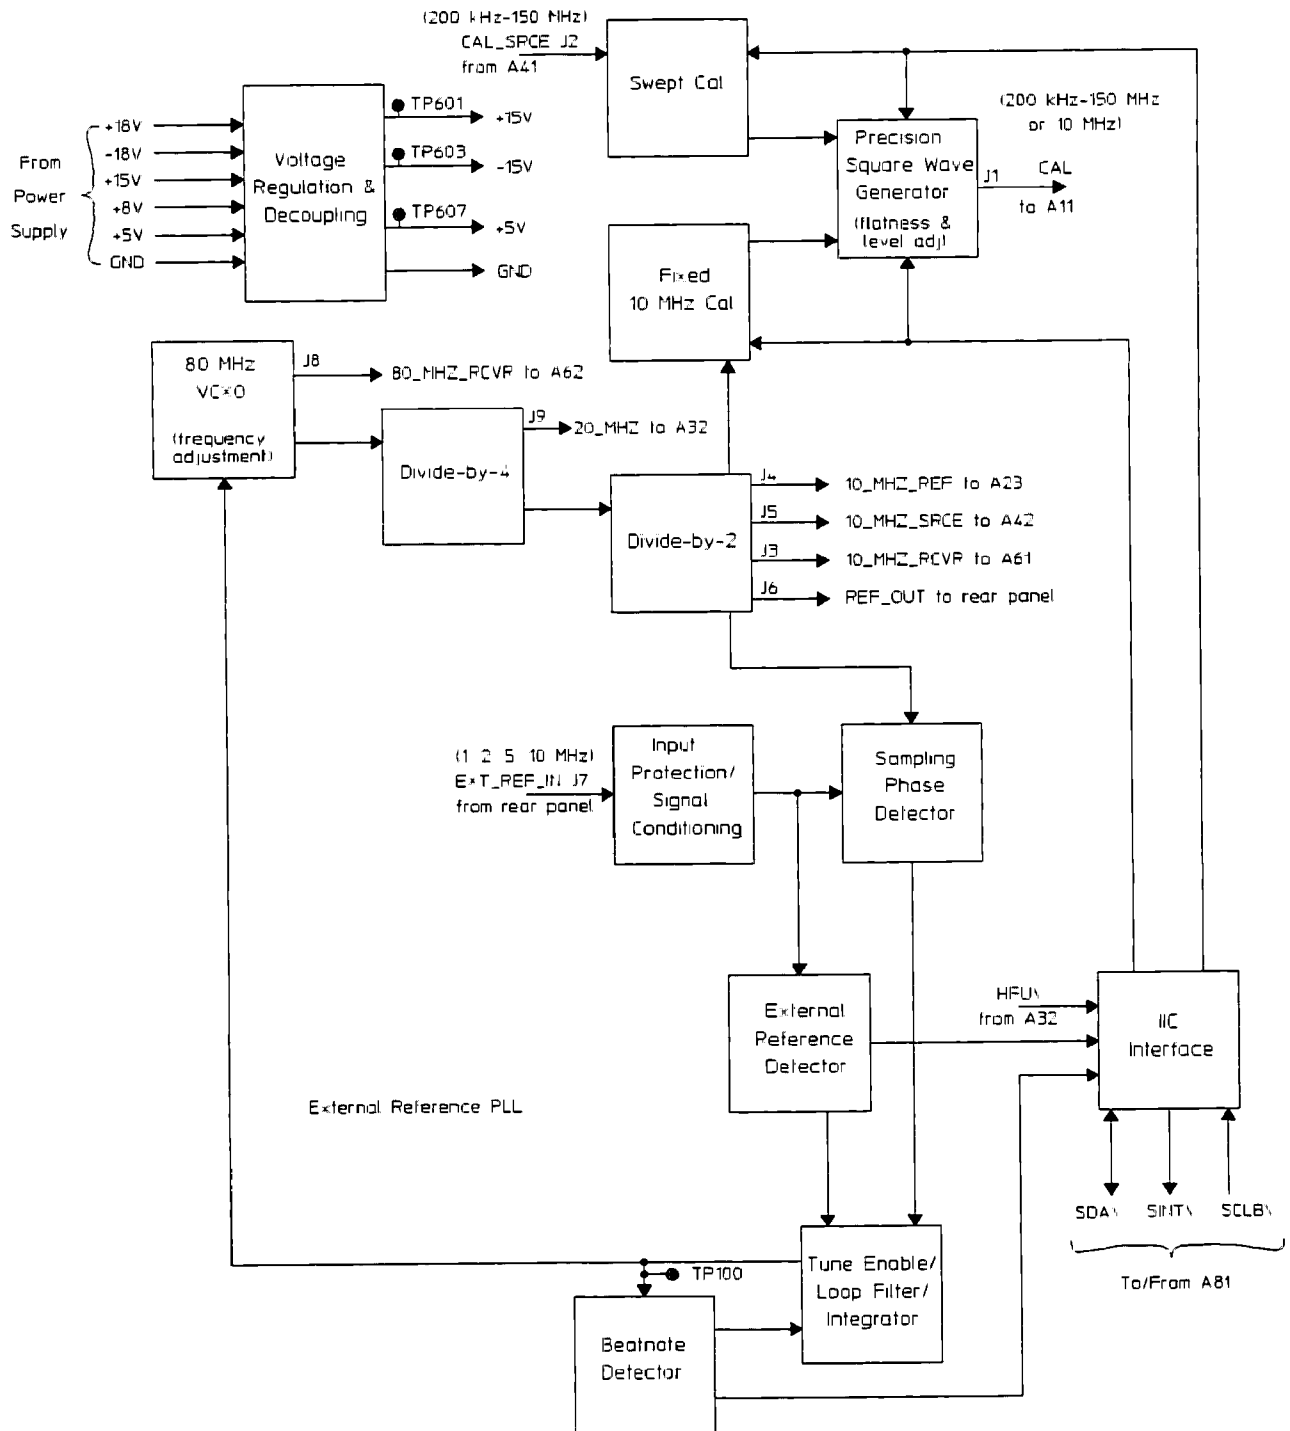 (200 kHz-150 MHz)
CAL_SRCE J2
from A41
Swept Cal
(200 kHz-150 MHz
or 10 MHz)
Precision
Square Wave
Generator
(flatness &
level adj)
J1
CAL
to A11
From
Power
Supply
+18V
-18V
+15V
+8V
+5V
GND
Voltage
Regulation &
Decoupling
TP601
+15V
TP603
-15V
TP607
+5V
GND
Fixed
10 MHz Cal
80 MHz
VCXO
(frequency
adjustment)
J8
80_MHZ_RCVR to A62
Divide-by-4
J9
20_MHZ to A32
Divide-by-2
J4
10_MHZ_REF to A23
J5
10_MHZ_SRCE to A42
J3
10_MHZ_RCVR to A61
J6
REF_OUT to rear panel
(1 2 5 10 MHz)
EXT_REF_IN J7
from rear panel
Input
Protection/
Signal
Conditioning
Sampling
Phase
Detector
External
Reference
Detector
HFU\
from A32
IIC
Interface
External Reference PLL
SDA\
SINT\
SCLB\
To/From A81
TP100
Tune Enable/
Loop Filter/
Integrator
Beatnote
Detector